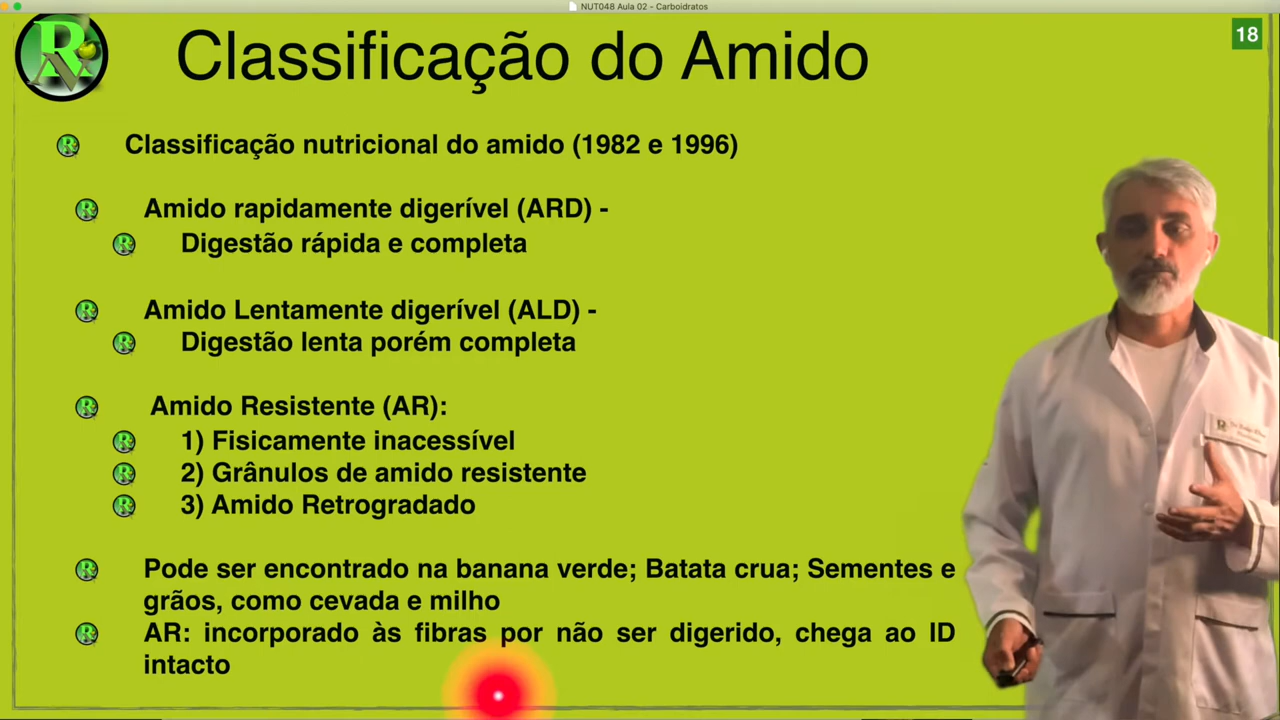 NUT048 Aula 02 - Carboidratos
18
Classificação do Amido
Classificação nutricional do amido (1982 e 1996)
Amido rapidamente digerível (ARD) -
Digestão rápida e completa
Amido Lentamente digerível (ALD) -
Digestão lenta porém completa
Amido Resistente (AR):
1) Fisicamente inacessível
2) Grânulos de amido resistente
3) Amido Retrogradado
Pode ser encontrado na banana verde; Batata crua; Sementes e
grãos, como cevada e milho
AR: incorporado às fibras por não ser digerido, chega ao ID
intacto